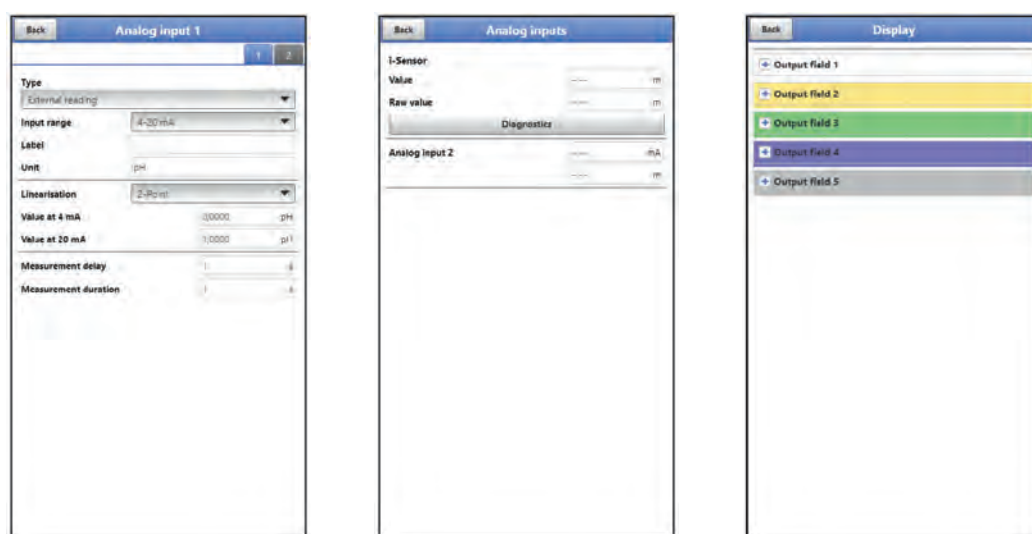 Back Analog input 1
1 2
Type
External reading
Input range 4-20 mA
Label
Unit pH
Linearisation 2-Point
Value at 4 mA 0,0000 pH
Value at 20 mA 1,0000 pH
Measurement delay 1 s
Measurement duration 1 s
Back Analog inputs
i-Sensor
Value --.-- m
Raw value --.-- m
Diagnostics
Analog input 2 --.-- mA
--.-- m
Back Display
Output field 1
Output field 2
Output field 3
Output field 4
Output field 5